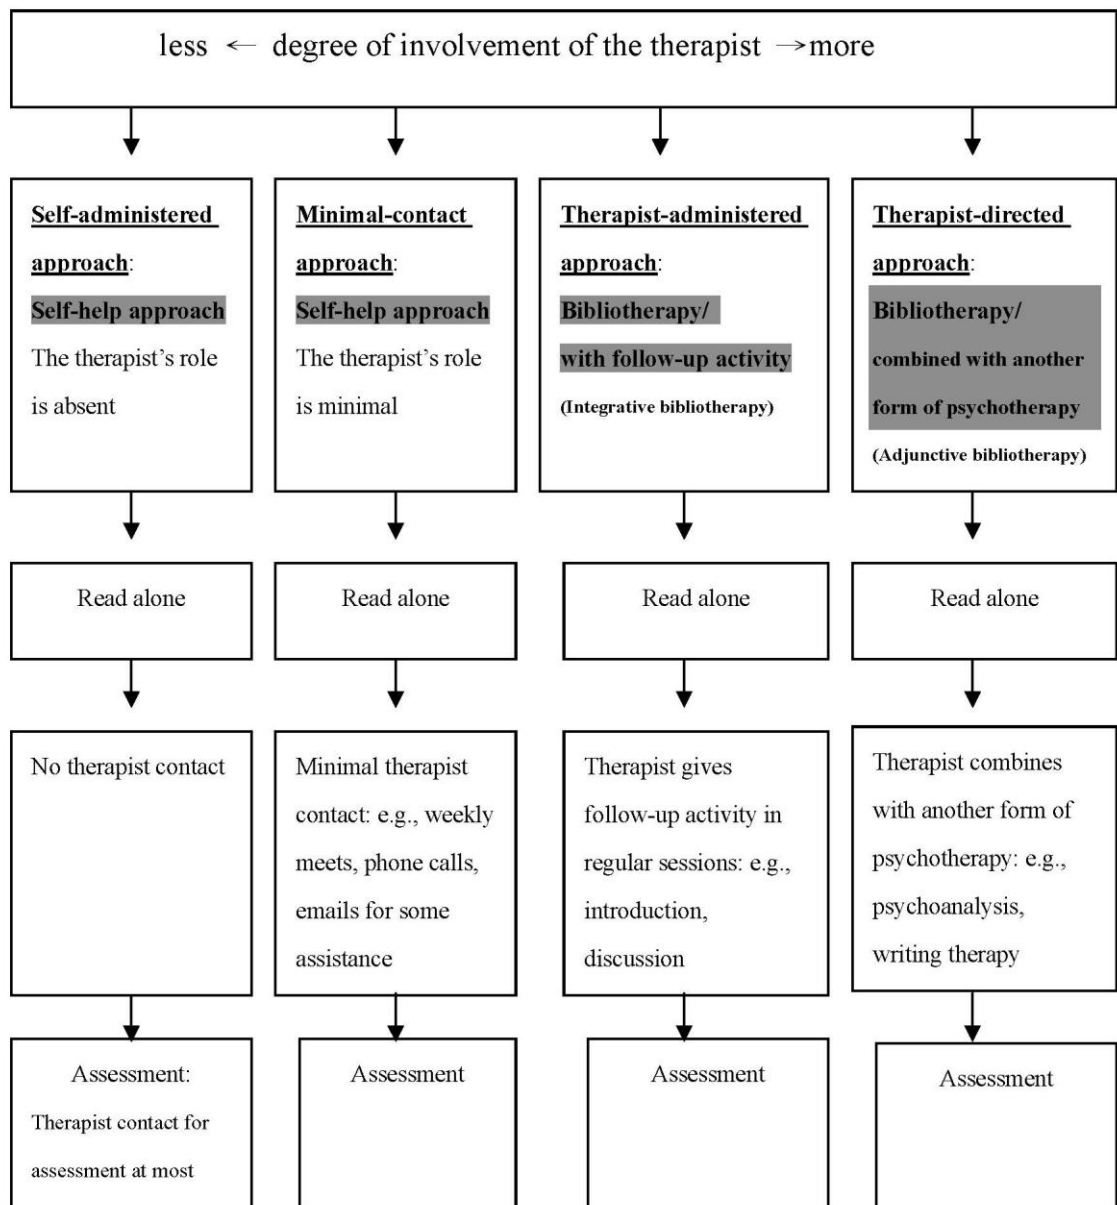 less ← degree of involvement of the therapist →more
Self-administered
approach:
Self-help approach
The therapist’s role
is absent
Minimal-contact
approach:
Self-help approach
The therapist’s role
is minimal
Therapist-administered
approach:
Bibliotherapy/
with follow-up activity
(Integrative bibliotherapy)
Therapist-directed
approach:
Bibliotherapy/
combined with another
form of psychotherapy
(Adjunctive bibliotherapy)
Read alone
Read alone
Read alone
Read alone
No therapist contact
Minimal therapist
contact: e.g., weekly
meets, phone calls,
emails for some
assistance
Therapist gives
follow-up activity in
regular sessions: e.g.,
introduction,
discussion
Therapist combines
with another form of
psychotherapy: e.g.,
psychoanalysis,
writing therapy
Assessment:
Therapist contact for
assessment at most
Assessment
Assessment
Assessment